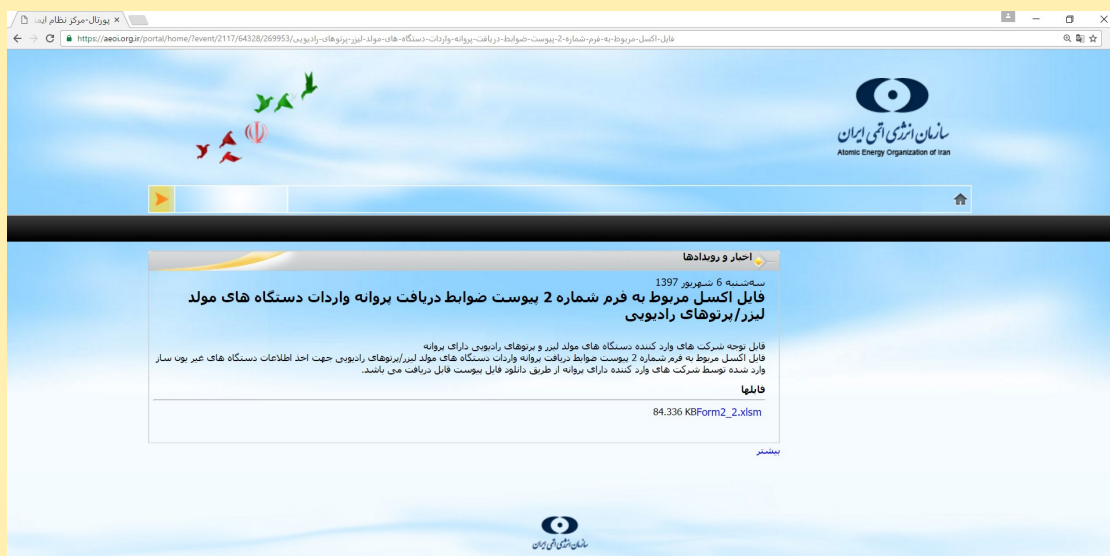 پورتال-مرکز نظام ایم
https://aeoi.org.ir/portal/home/?event/2117/64328/269953/فایل-اکسل-مربوط-به-فرم-شماره-2-پیوست-ضوابط-دریافت-پروانه-واردات-دستگاه-های-مولد-لیزر-پرتوهای-رادیویی
سازمان انرژی اتمی ایران
Atomic Energy Organization of Iran
اخبار و رویدادها
سه‌شنبه 6 شهریور 1397
فایل اکسل مربوط به فرم شماره 2 پیوست ضوابط دریافت پروانه واردات دستگاه های مولد
لیزر/پرتوهای رادیویی
قابل توجه شرکت های وارد کننده دستگاه های مولد لیزر و پرتوهای رادیویی دارای پروانه
فایل اکسل مربوط به فرم شماره 2 پیوست ضوابط دریافت پروانه واردات دستگاه های مولد لیزر/پرتوهای رادیویی جهت اخذ اطلاعات دستگاه های غیر یون ساز
وارد شده توسط شرکت های وارد کننده دارای پروانه از طریق دانلود فایل پیوست قابل دریافت می باشد.
فایلها
84.336 KBForm2_2.xlsm
بیشتر
سازمان انرژی اتمی ایران